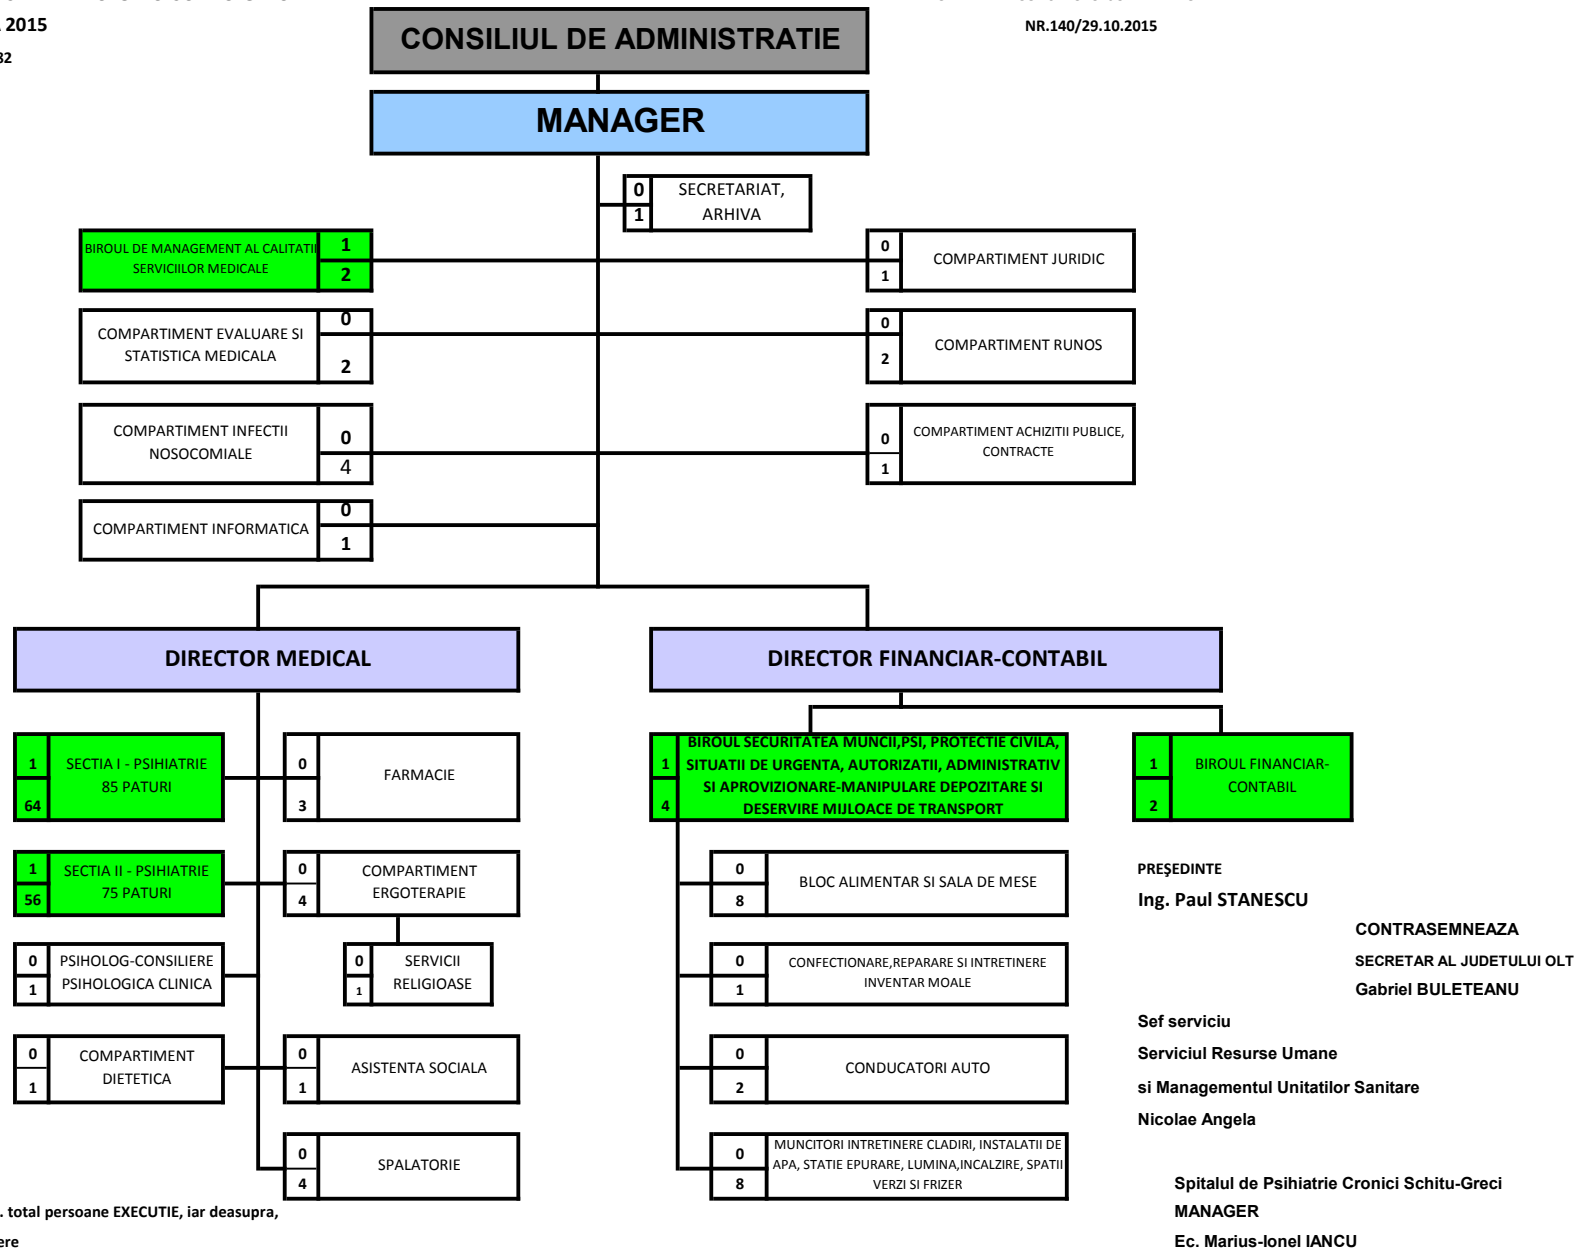 2015
NR.140/29.10.2015
32
CONSILIUL DE ADMINISTRATIE
MANAGER
0
SECRETARIAT,
1
ARHIVA
BIROUL DE MANAGEMENT AL CALITATII
1
SERVICIILOR MEDICALE
2
0
COMPARTIMENT JURIDIC
1
COMPARTIMENT EVALUARE SI
0
STATISTICA MEDICALA
2
0
COMPARTIMENT RUNOS
2
COMPARTIMENT INFECTII
0
NOSOCOMIALE
4
COMPARTIMENT ACHIZITII PUBLICE,
0
CONTRACTE
1
0
COMPARTIMENT INFORMATICA
1
DIRECTOR MEDICAL
DIRECTOR FINANCIAR-CONTABIL
1
SECTIA I - PSIHIATRIE
85 PATURI
64
0
FARMACIE
3
BIROUL SECURITATEA MUNCII,PSI, PROTECTIE CIVILA,
1
SITUATII DE URGENTA, AUTORIZATII, ADMINISTRATIV
SI APROVIZIONARE-MANIPULARE DEPOZITARE SI
4
DESERVIRE MIJLOACE DE TRANSPORT
1
BIROUL FINANCIAR-
CONTABIL
2
1
SECTIA II - PSIHIATRIE
75 PATURI
56
0
COMPARTIMENT
ERGOTERAPIE
4
0
BLOC ALIMENTAR SI SALA DE MESE
8
PREŞEDINTE
Ing. Paul STANESCU
CONTRASEMNEAZA
0
PSIHOLOG-CONSILIERE
1
PSIHOLOGICA CLINICA
0
SERVICII
1
RELIGIOASE
0
CONFECTIONARE,REPARARE SI INTRETINERE
INVENTAR MOALE
1
SECRETAR AL JUDETULUI OLT
Gabriel BULETEANU
Sef serviciu
0
COMPARTIMENT
DIETETICA
1
0
ASISTENTA SOCIALA
1
0
CONDUCATORI AUTO
2
Serviciul Resurse Umane
si Managementul Unitatilor Sanitare
Nicolae Angela
0
SPALATORIE
4
MUNCITORI INTRETINERE CLADIRI, INSTALATII DE
0
APA, STATIE EPURARE, LUMINA,INCALZIRE, SPATII
8
VERZI SI FRIZER
Spitalul de Psihiatrie Cronici Schitu-Greci
. total persoane EXECUTIE, iar deasupra,
MANAGER
ere
Ec. Marius-Ionel IANCU